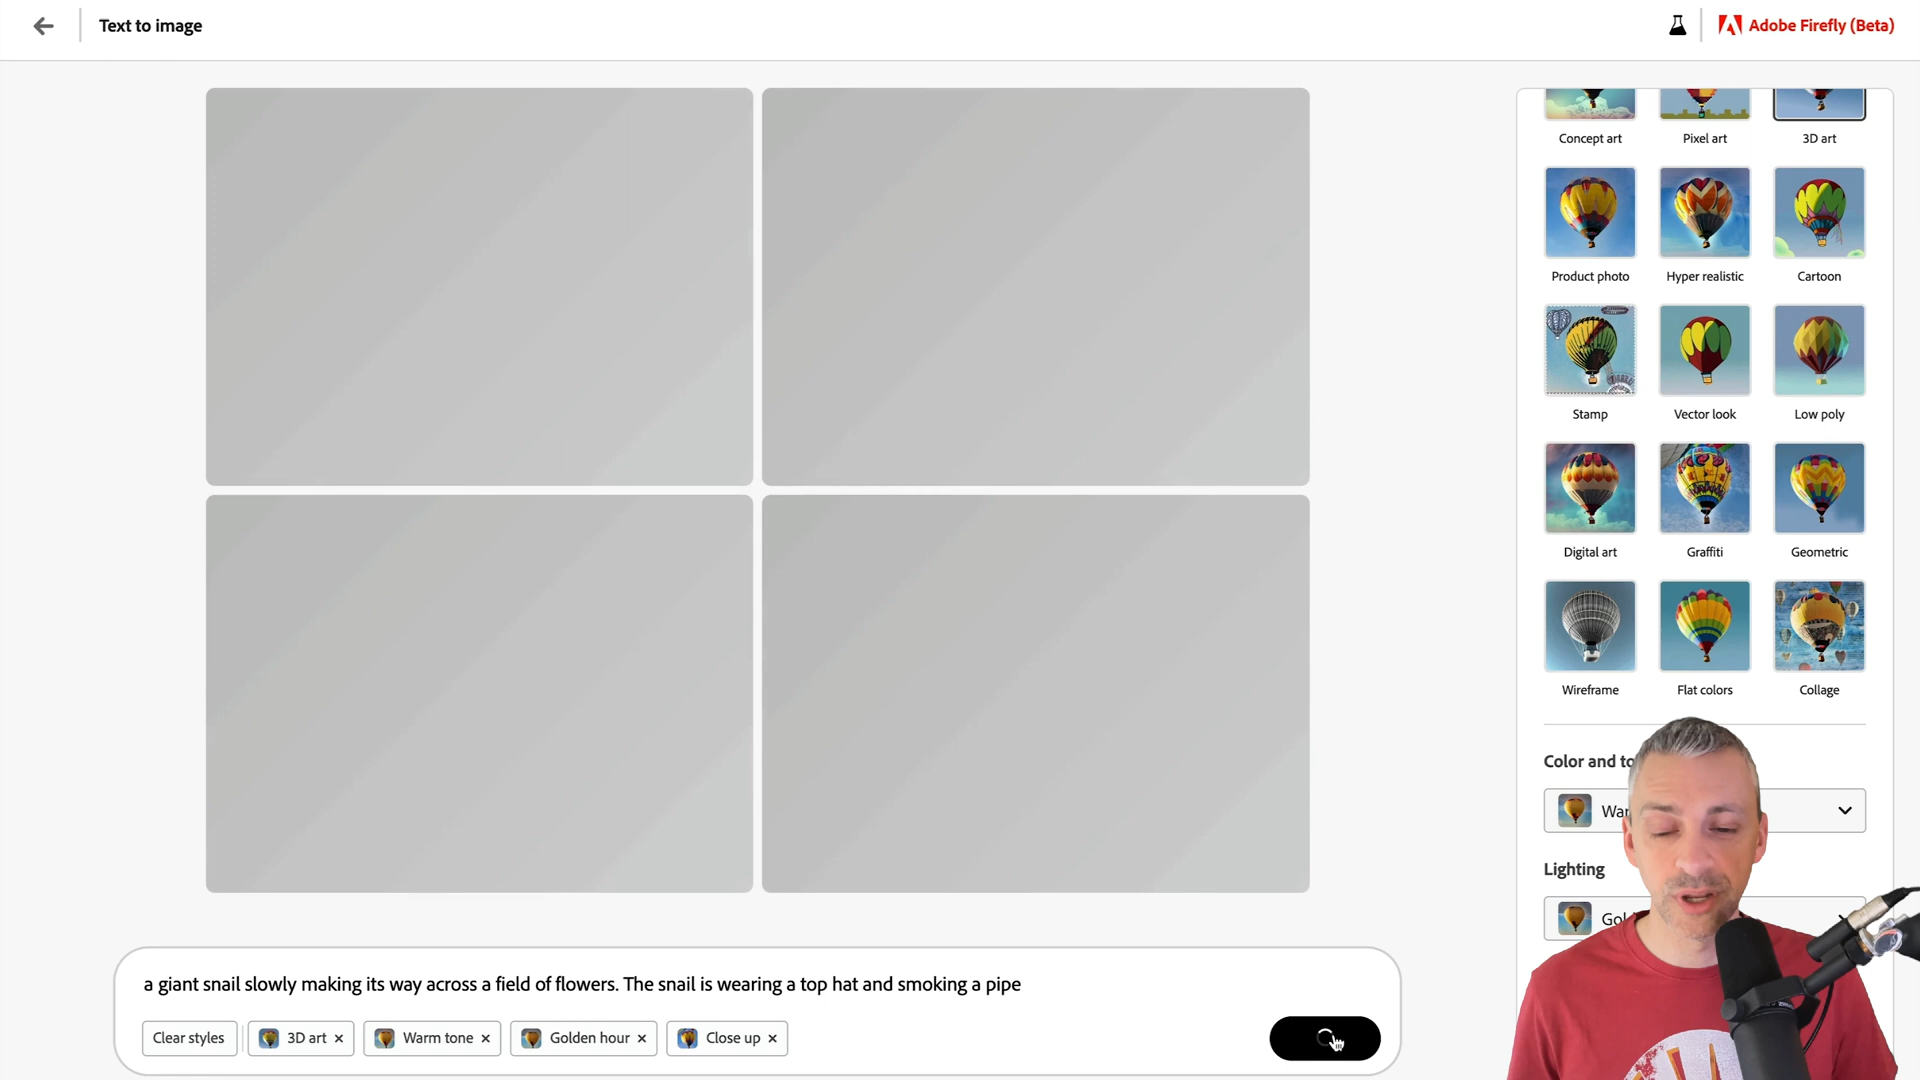 Text to image
Adobe Firefly (Beta)
Concept art
Pixel art
3D art
Product photo
Hyper realistic
Cartoon
Stamp
Vector look
Low poly
Digital art
Graffiti
Geometric
Wireframe
Flat colors
Collage
Color and to
War
Lighting
Gol
a giant snail slowly making its way across a field of flowers. The snail is wearing a top hat and smoking a pipe
Clear styles
3D art
Warm tone
Golden hour
Close up